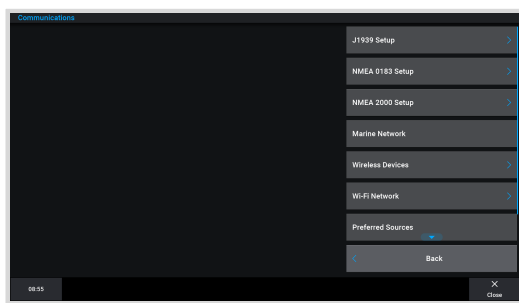 Communications
J1939 Setup
NMEA 0183 Setup
NMEA 2000 Setup
Marine Network
Wireless Devices
Wi-Fi Network
Preferred Sources
Back
08:55
Close